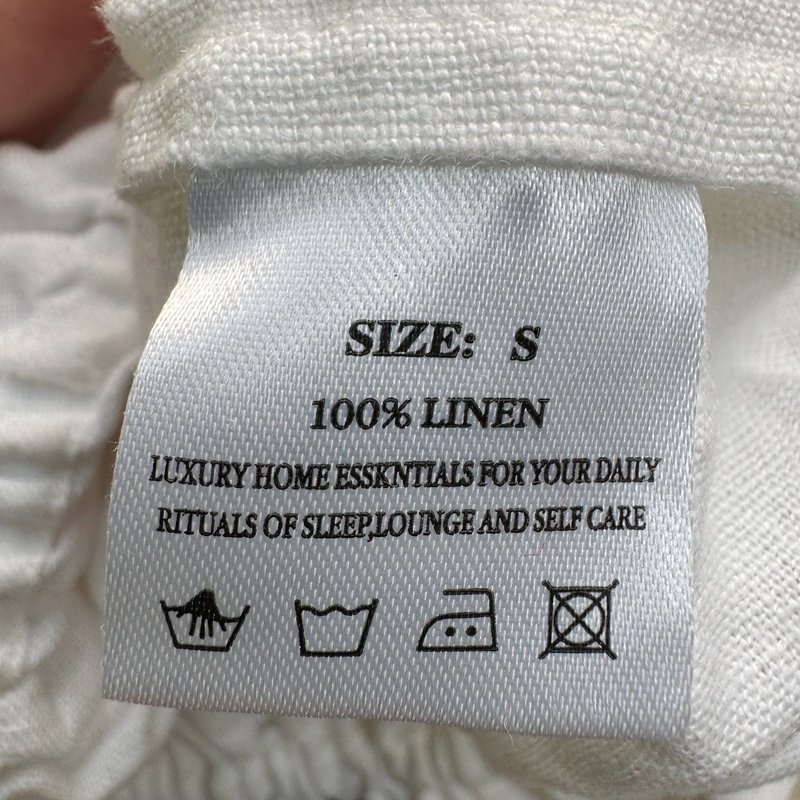 SIZE: S
100% LINEN
LUXURY HOME ESSKNTIALS FOR YOUR DAILY
RITUALS OF SLEEP,LOUNGE AND SELF CARE